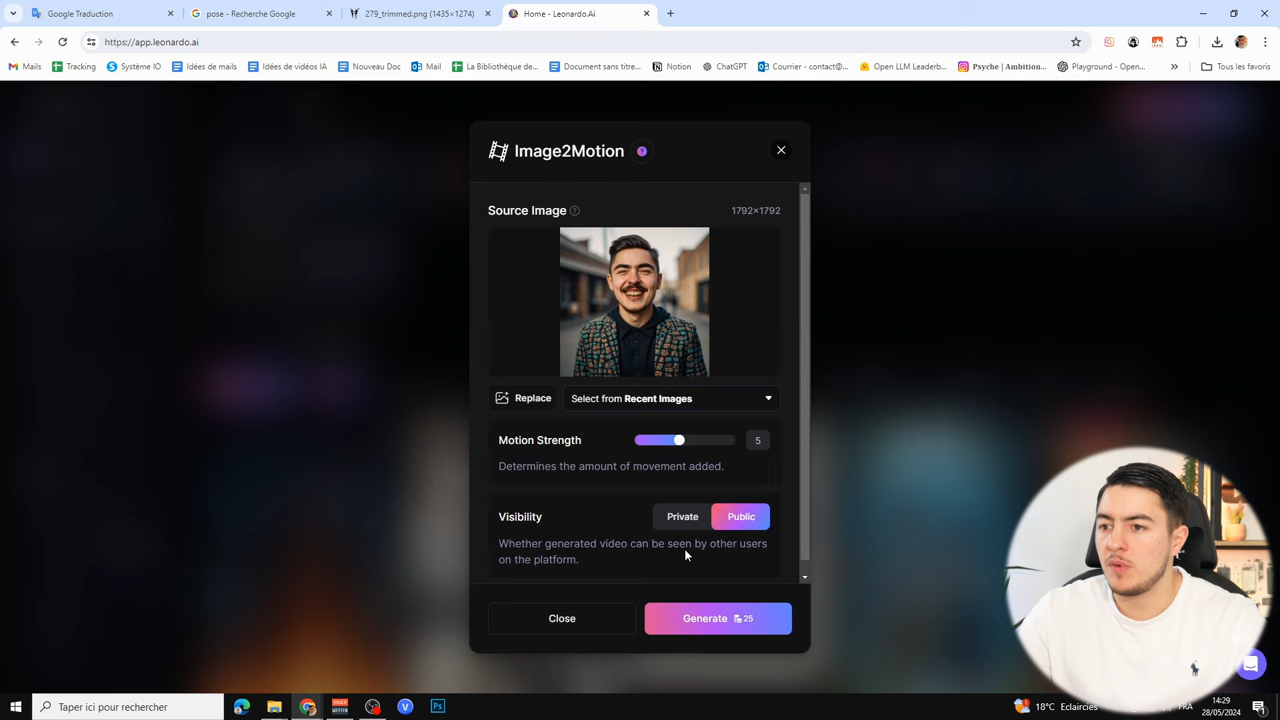 Google Traduction
pose - Recherche Google
279_trimmed.png (1435×1274)
Home - Leonardo.Ai
https://app.leonardo.ai
Mails
Tracking
Système IO
Idées de mails
Idées de vidéos IA
Nouveau Doc
Mail
La Bibliothèque de...
Document sans titre...
Notion
ChatGPT
Courrier - contact@...
Open LLM Leaderb...
Psyche | Ambition...
Playground - Open...
»
Tous les favoris
Image2Motion
Source Image
1792×1792
Replace
Select from Recent Images
Motion Strength
5
Determines the amount of movement added.
Visibility
Private
Public
Whether generated video can be seen by other users
on the platform.
Close
Generate 25
Taper ici pour rechercher
18°C Eclaircies
FRA
14:29
28/05/2024